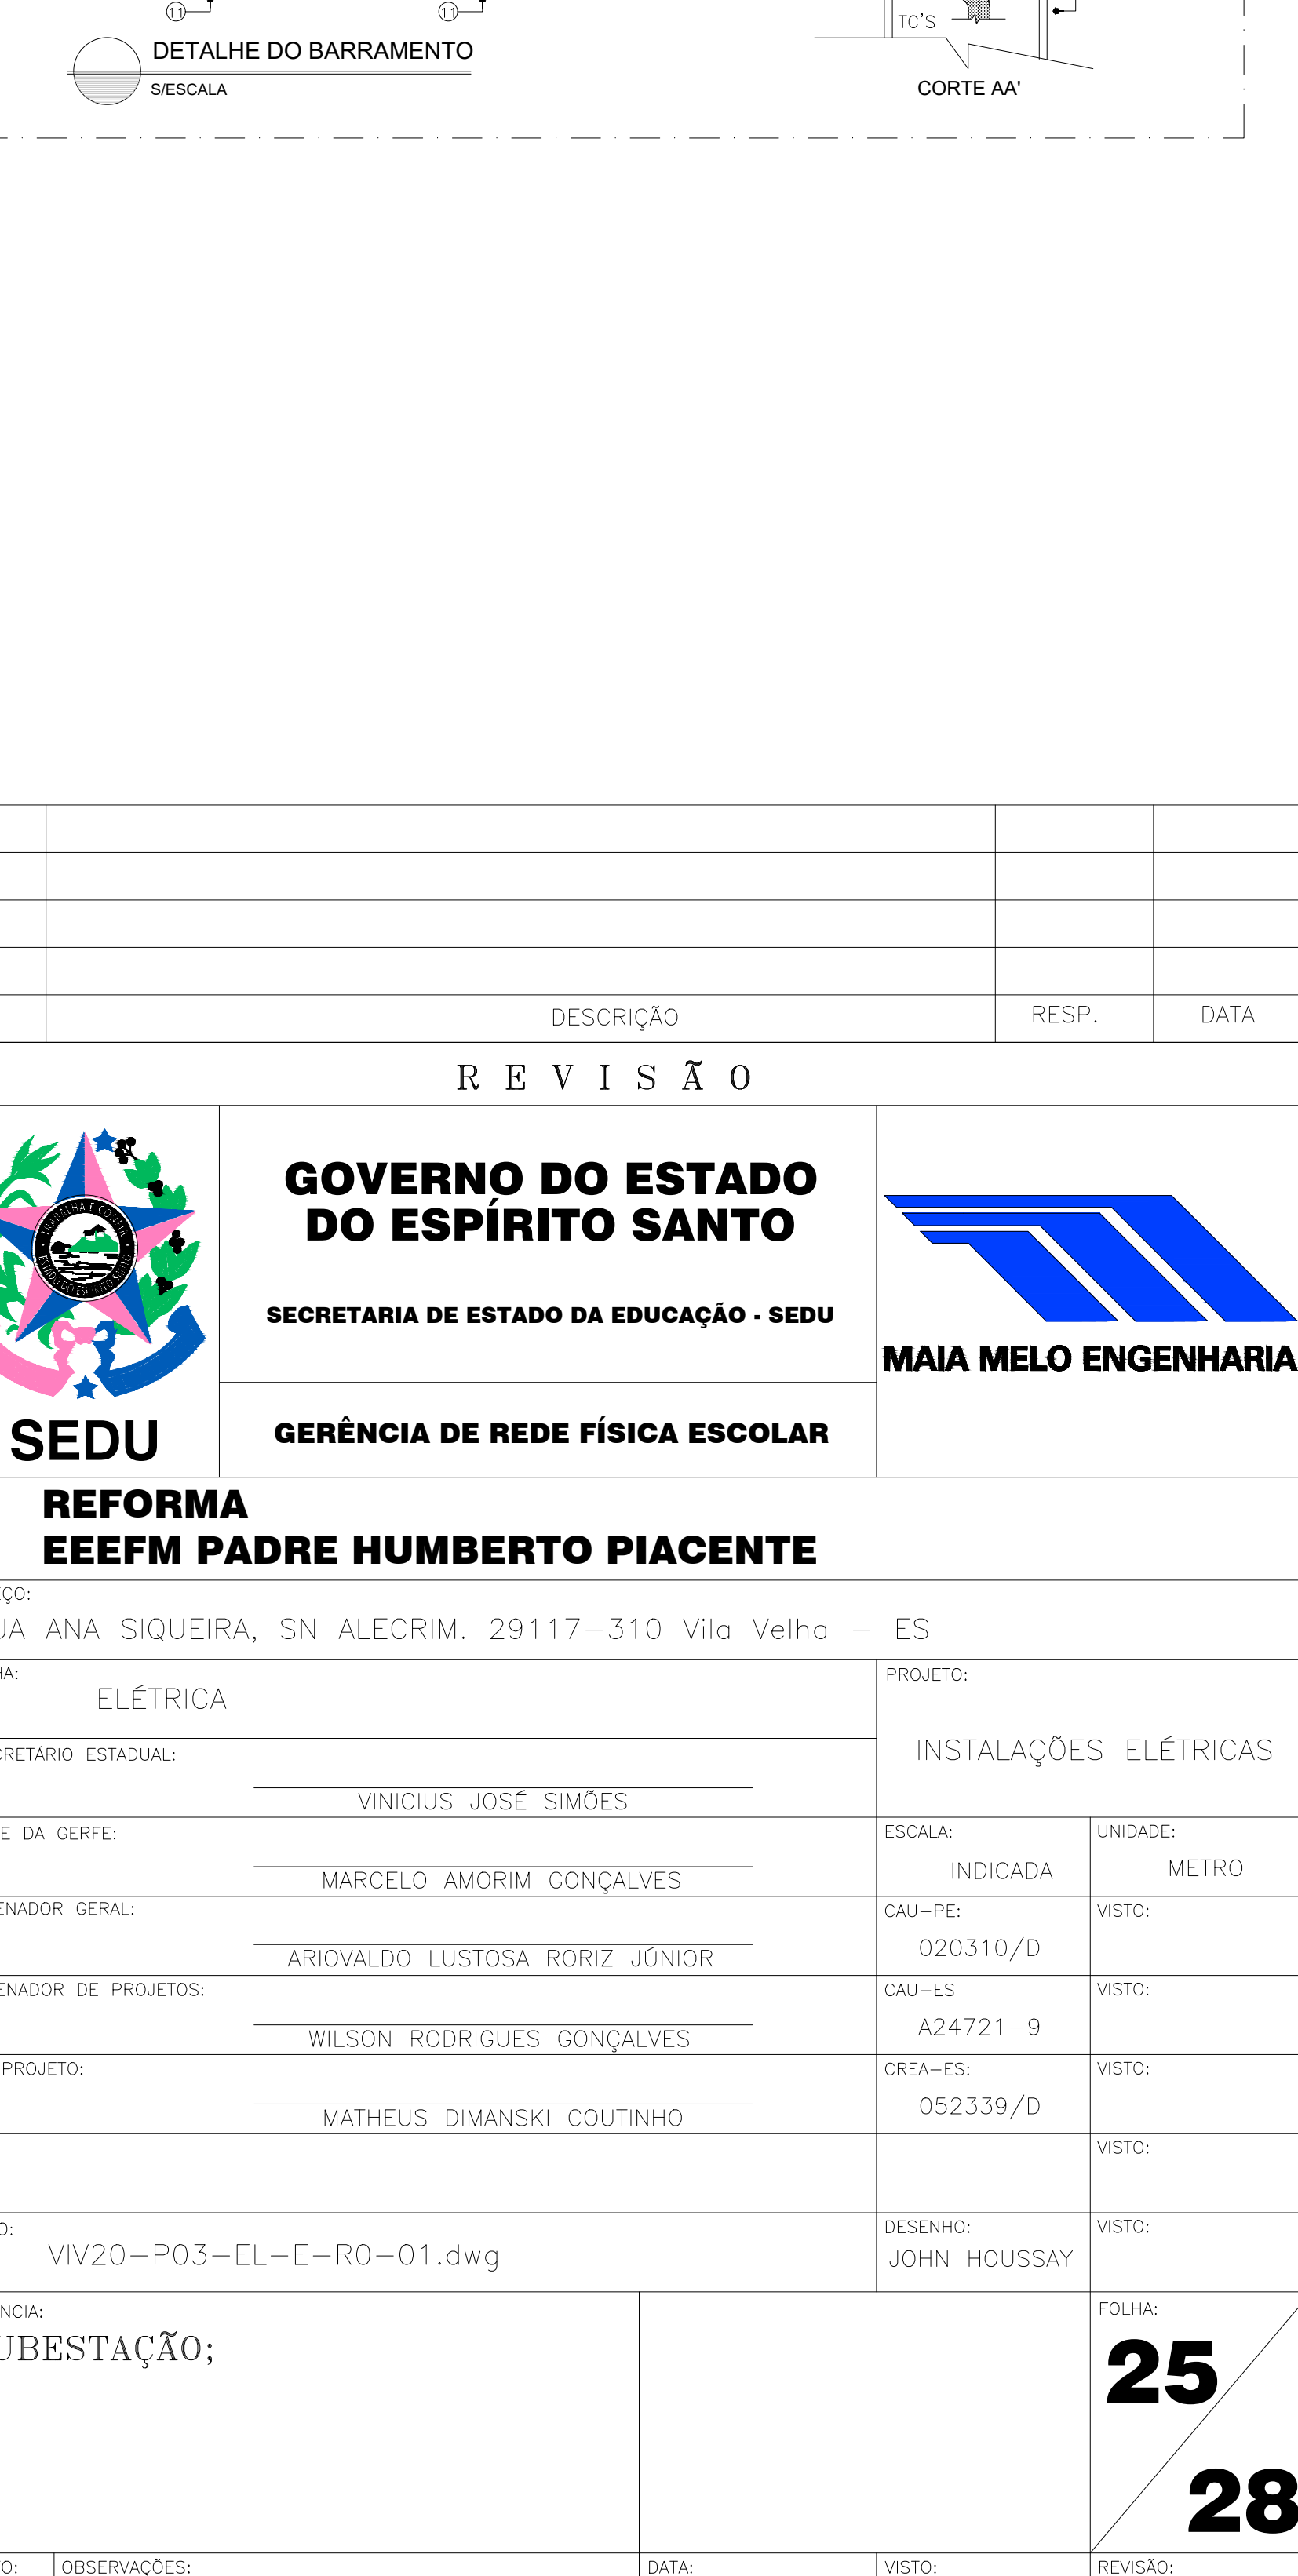 11 11
TC'S
DETALHE DO BARRAMENTO
S/ESCALA
CORTE AA'
DESCRIÇÃO RESP. DATA
R E V I S Ã O
GOVERNO DO ESTADO
DO ESPÍRITO SANTO
SECRETARIA DE ESTADO DA EDUCAÇÃO - SEDU
MAIA MELO ENGENHARIA
SEDU
GERÊNCIA DE REDE FÍSICA ESCOLAR
REFORMA
EEEFM PADRE HUMBERTO PIACENTE
ÇO:
UA ANA SIQUEIRA, SN ALECRIM. 29117-310 Vila Velha - ES
HA:
ELÉTRICA
PROJETO:
INSTALAÇÕES ELÉTRICAS
CRETÁRIO ESTADUAL:
VINICIUS JOSÉ SIMÕES
E DA GERFE:
MARCELO AMORIM GONÇALVES
ESCALA:
INDICADA
UNIDADE:
METRO
ENADOR GERAL:
ARIOVALDO LUSTOSA RORIZ JÚNIOR
CAU-PE:
020310/D
VISTO:
ENADOR DE PROJETOS:
WILSON RODRIGUES GONÇALVES
CAU-ES
A24721-9
VISTO:
PROJETO:
MATHEUS DIMANSKI COUTINHO
CREA-ES:
052339/D
VISTO:
VISTO:
O:
VIV20-P03-EL-E-R0-01.dwg
DESENHO:
JOHN HOUSSAY
VISTO:
NCIA:
UBESTAÇÃO;
FOLHA:
25
28
O: OBSERVAÇÕES: DATA: VISTO: REVISÃO: